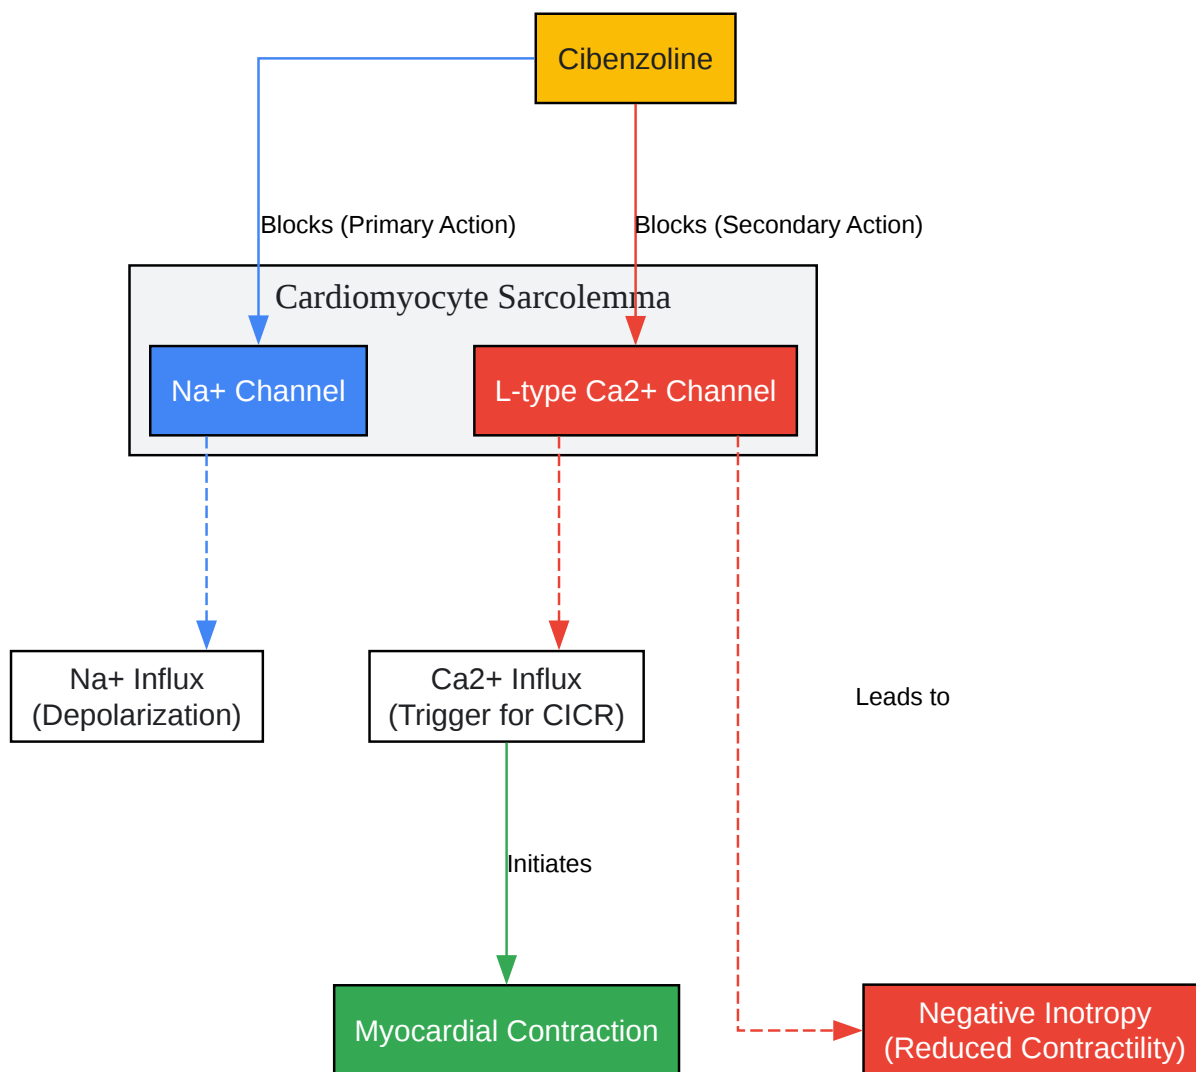 Cibenzoline
Blocks (Primary Action)
Blocks (Secondary Action)
Cardiomyocyte Sarcolemma
Na+ Channel
L-type Ca2+ Channel
Na+ Influx
(Depolarization)
Ca2+ Influx
(Trigger for CICR)
Leads to
Initiates
Myocardial Contraction
Negative Inotropy
(Reduced Contractility)